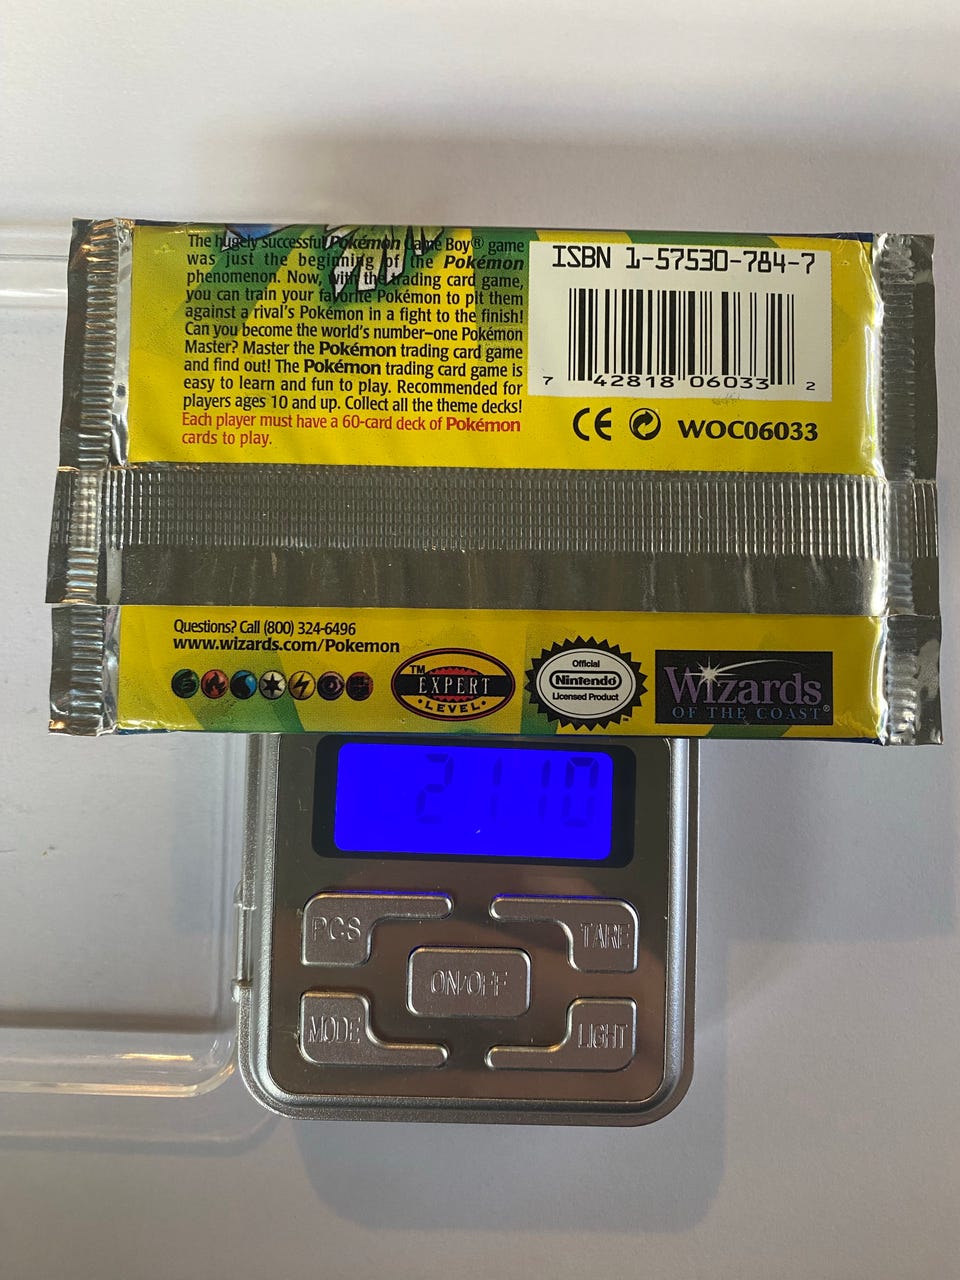 The hugely successful Pokémon Game Boy® game
was just the beginning of the Pokémon
phenomenon. Now, with the trading card game,
you can train your favorite Pokémon to pit them
against a rival's Pokémon in a fight to the finish!
Can you become the world's number–one Pokémon
Master? Master the Pokémon trading card game
and find out! The Pokémon trading card game is
easy to learn and fun to play. Recommended for
players ages 10 and up. Collect all the theme decks!
Each player must have a 60-card deck of Pokémon
cards to play.
ISBN 1-57530-784-7
7 42818 06033 2
CE WOC06033
Questions? Call (800) 324-6496
www.wizards.com/Pokemon
TM
EXPERT
LEVEL
Official
Nintendo
Licensed Product
Wizards
OF THE COAST®
2110
PCS
TARE
ON/OFF
MODE
LIGHT